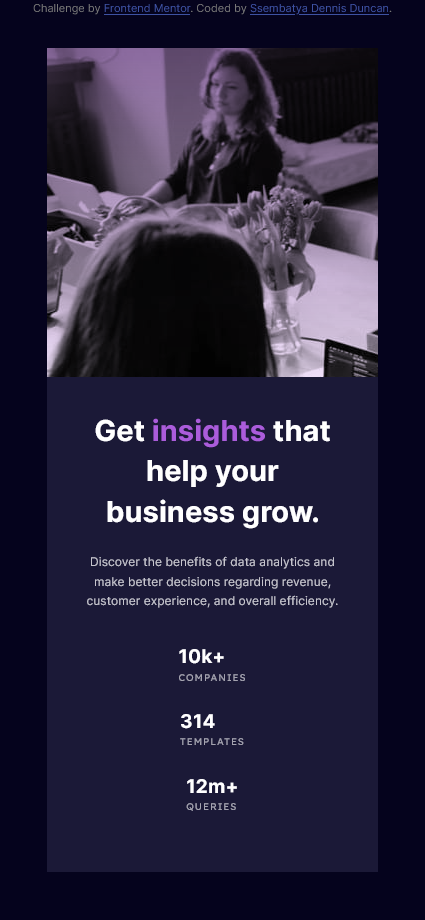 Challenge by Frontend Mentor. Coded by Ssembatya Dennis Duncan.
Get insights that
help your
business grow.
Discover the benefits of data analytics and
make better decisions regarding revenue,
customer experience, and overall efficiency.
10k+
COMPANIES
314
TEMPLATES
12m+
QUERIES